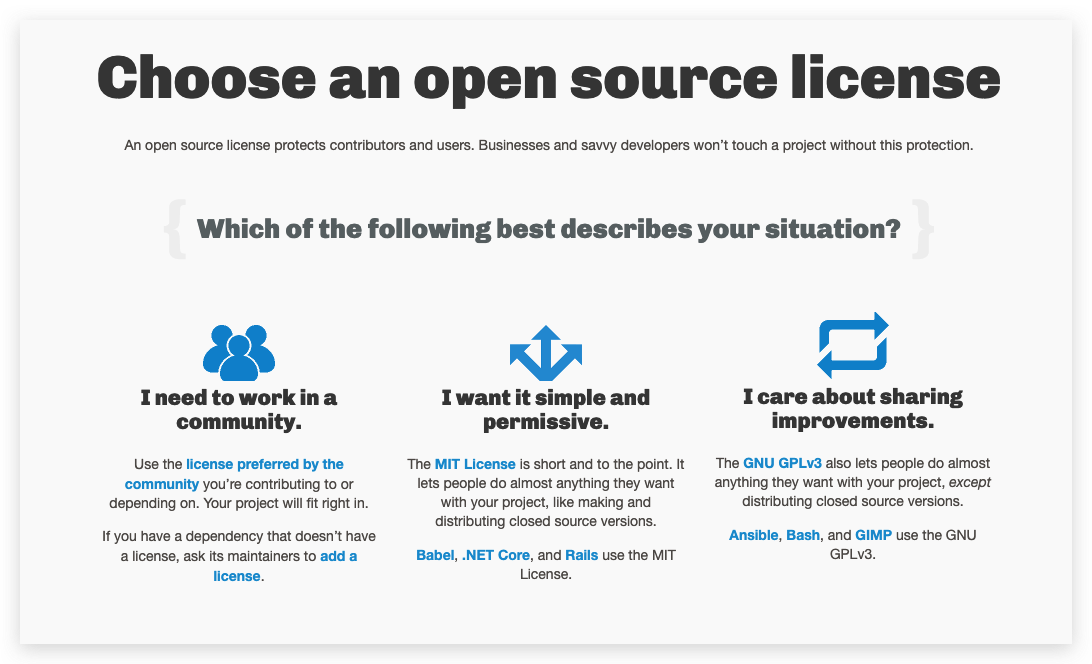 Choose an open source license
An open source license protects contributors and users. Businesses and savvy developers won’t touch a project without this protection.
{ Which of the following best describes your situation? }
I need to work in a
community.
Use the license preferred by the
community you’re contributing to or
depending on. Your project will fit right in.
If you have a dependency that doesn’t have
a license, ask its maintainers to add a
license.
I want it simple and
permissive.
The MIT License is short and to the point. It
lets people do almost anything they want
with your project, like making and
distributing closed source versions.
Babel, .NET Core, and Rails use the MIT
License.
I care about sharing
improvements.
The GNU GPLv3 also lets people do almost
anything they want with your project, except
distributing closed source versions.
Ansible, Bash, and GIMP use the GNU
GPLv3.